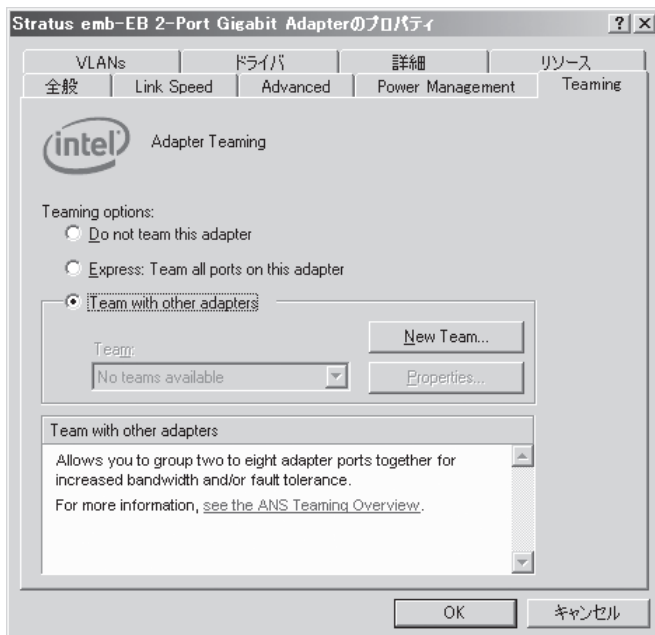 Stratus emb-EB 2-Port Gigabit Adapterのプロパティ
VLANs ドライバ 詳細 リソース
全般 Link Speed Advanced Power Management Teaming
intel Adapter Teaming
Teaming options:
Do not team this adapter
Express: Team all ports on this adapter
Team with other adapters
New Team...
Team:
No teams available
Properties...
Team with other adapters
Allows you to group two to eight adapter ports together for
increased bandwidth and/or fault tolerance.
For more information, see the ANS Teaming Overview.
OK キャンセル